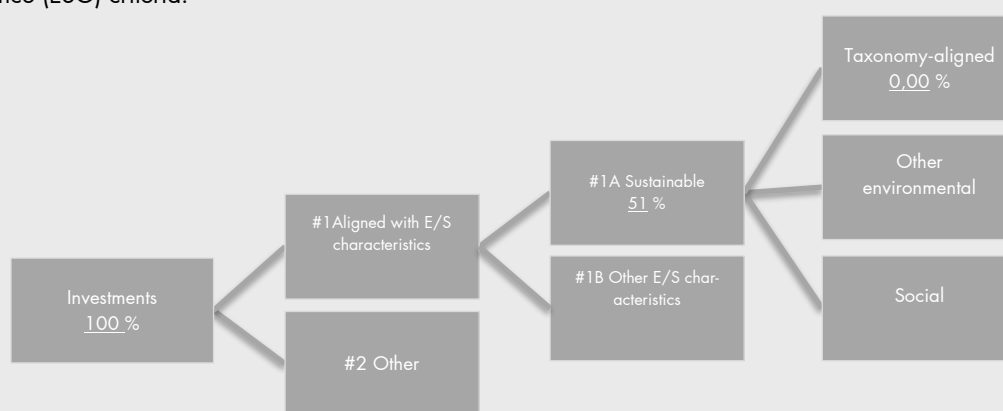 (ESG) criteria.
Taxonomy-aligned
0,00 %
Other
environmental
#1A Sustainable
51 %
#1Aligned with E/S
characteristics
#1B Other E/S char-
acteristics
Investments
100 %
Social
#2 Other